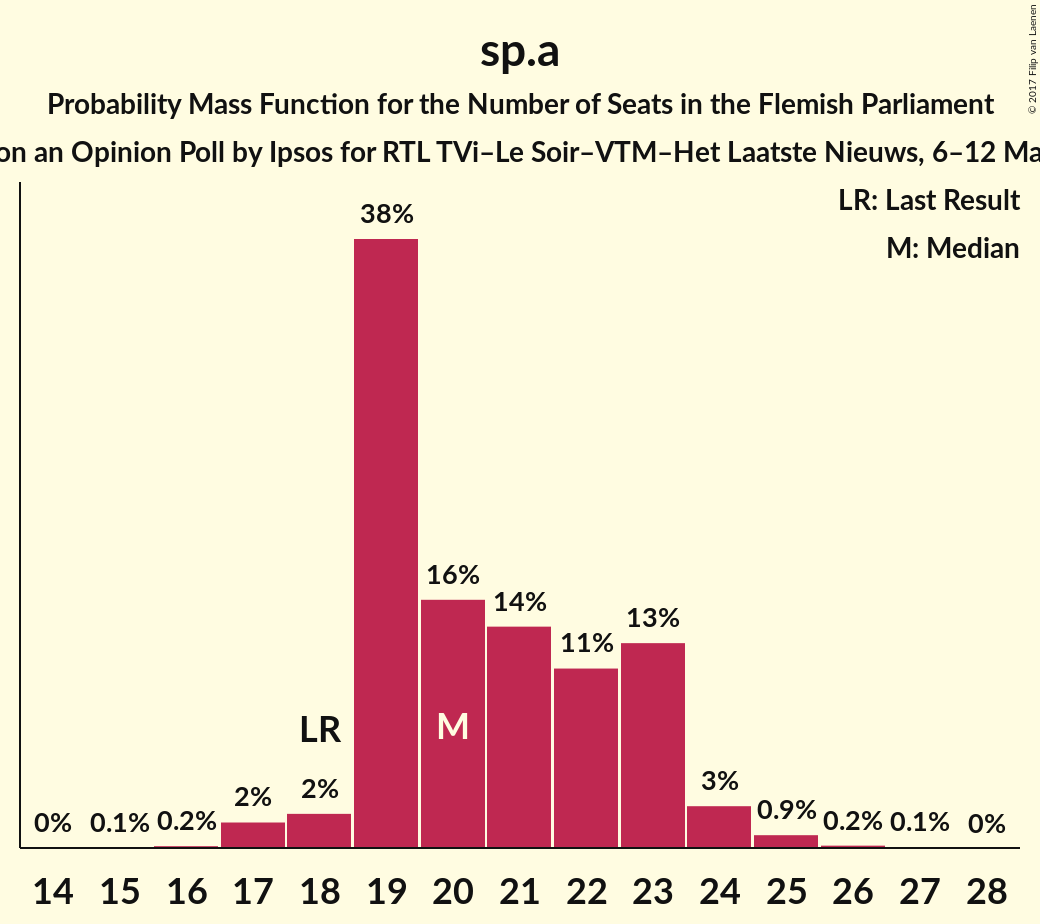 sp.a
Probability Mass Function for the Number of Seats in the Flemish Parliament
on an Opinion Poll by Ipsos for RTL TVi–Le Soir–VTM–Het Laatste Nieuws, 6–12 Ma
© 2017 Filip van Laenen
LR: Last Result
M: Median
38%
16%
14%
13%
11%
LR
M
3%
2%
2%
0.9%
0%
0.1%
0.2%
0.2%
0.1%
0%
14 15 16 17 18 19 20 21 22 23 24 25 26 27 28